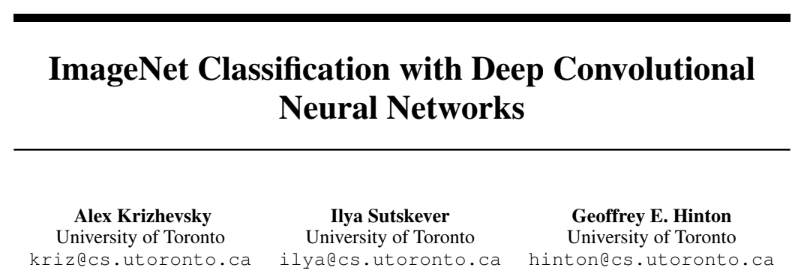 ImageNet Classification with Deep Convolutional
Neural Networks
Alex Krizhevsky
University of Toronto
kriz@cs.utoronto.ca
Ilya Sutskever
University of Toronto
ilya@cs.utoronto.ca
Geoffrey E. Hinton
University of Toronto
hinton@cs.utoronto.ca